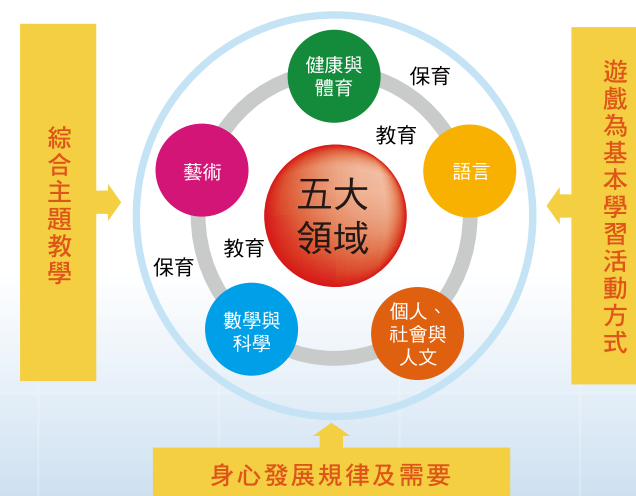 綜合主題教學
健康與
體育
保育
教育
語言
藝術
五大
領域
教育
保育
數學與
科學
個人、
社會與
人文
遊戲為基本學習活動方式
身心發展規律及需要